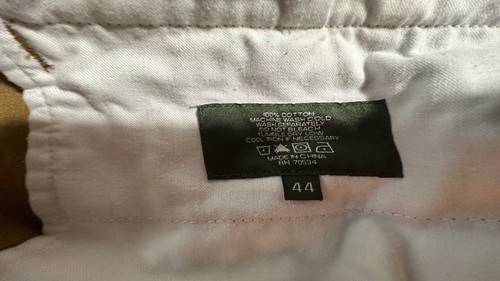 100% COTTON
MACHINE WASH COLD
WASH SEPARATELY
DO NOT BLEACH
TUMBLE DRY LOW
COOL IRON IF NECESSARY
MADE IN CHINA
RN 70534
44